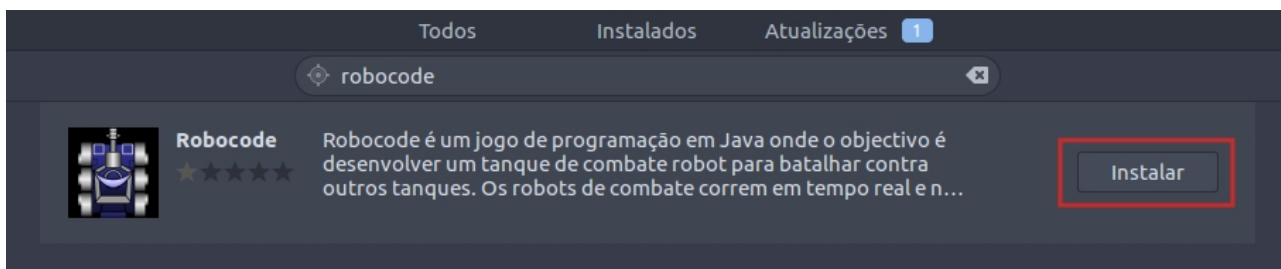 Todos Instalados Atualizações 1
robocode
Robocode
Robocode é um jogo de programação em Java onde o objectivo é
desenvolver um tanque de combate robot para batalhar contra
outros tanques. Os robots de combate correm em tempo real e n...
Instalar